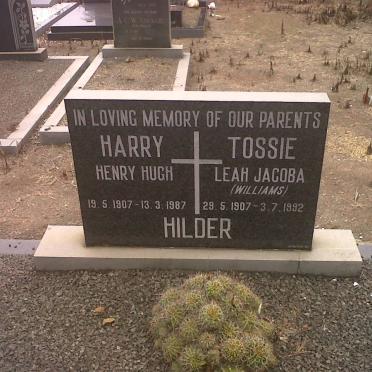 IN LOVING MEMORY OF OUR PARENTS
HARRY TOSSIE
HENRY HUGH LEAH JACOBA
(WILLIAMS)
19.5.1907-13.3.1987 29.5.1907-3.7.1992
HILDER